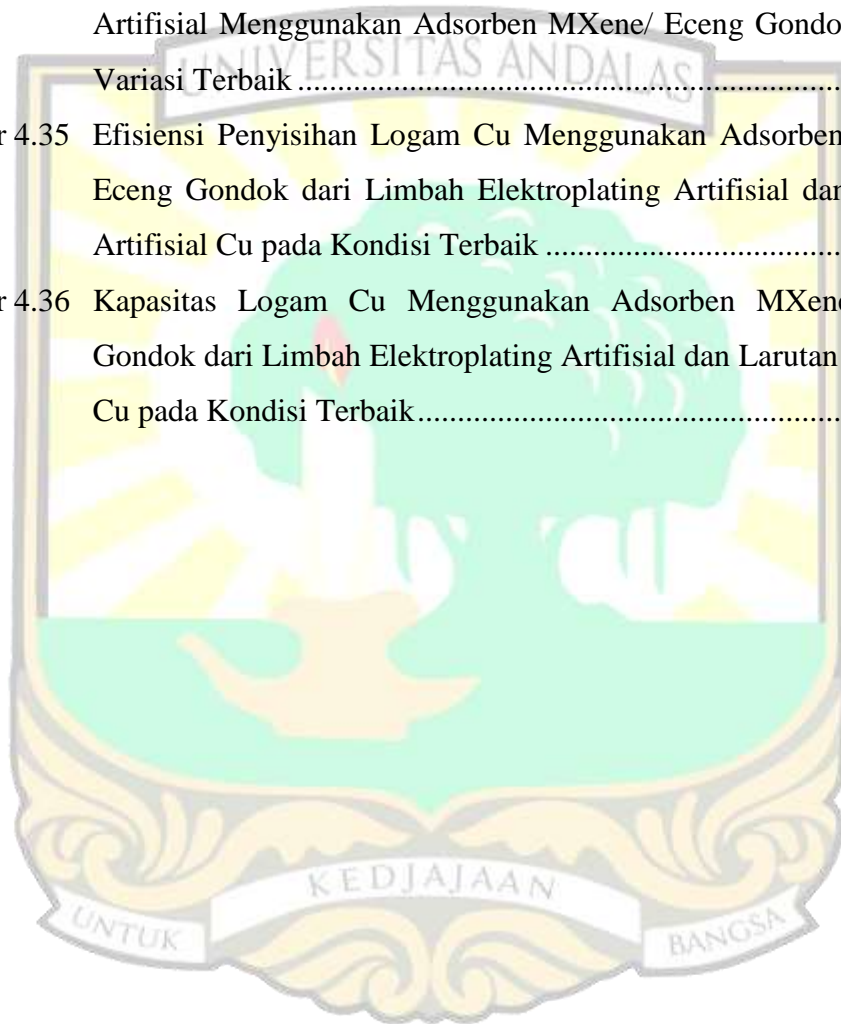 Artifisial Menggunakan Adsorben MXene/ Eceng Gondo
Variasi Terbaik ............................................................
r 4.35 Efisiensi Penyisihan Logam Cu Menggunakan Adsorben
Eceng Gondok dari Limbah Elektroplating Artifisial dan
Artifisial Cu pada Kondisi Terbaik ................................
r 4.36 Kapasitas Logam Cu Menggunakan Adsorben MXene
Gondok dari Limbah Elektroplating Artifisial dan Larutan
Cu pada Kondisi Terbaik ..............................................
UNIVERSITAS ANDALAS
KEDJAJAAN
UNTUK
BANGSA